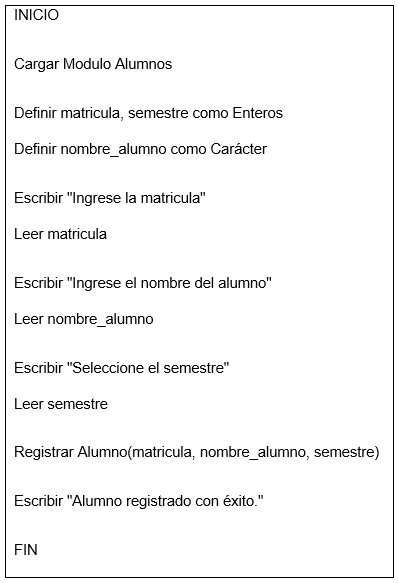 INICIO
Cargar Modulo Alumnos
Definir matricula, semestre como Enteros
Definir nombre_alumno como Carácter
Escribir "Ingrese la matricula"
Leer matricula
Escribir "Ingrese el nombre del alumno"
Leer nombre_alumno
Escribir "Seleccione el semestre"
Leer semestre
Registrar Alumno(matricula, nombre_alumno, semestre)
Escribir "Alumno registrado con éxito."
FIN